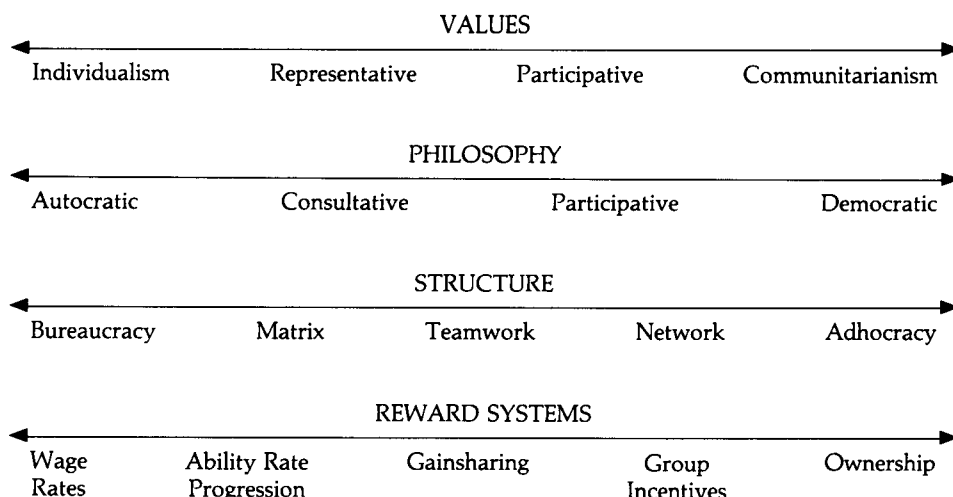 VALUES
Individualism Representative Participative Communitarianism
PHILOSOPHY
Autocratic Consultative Participative Democratic
STRUCTURE
Bureaucracy Matrix Teamwork Network Adhocracy
REWARD SYSTEMS
Wage Ability Rate Gainsharing Group Ownership
Rates Progression Incentives